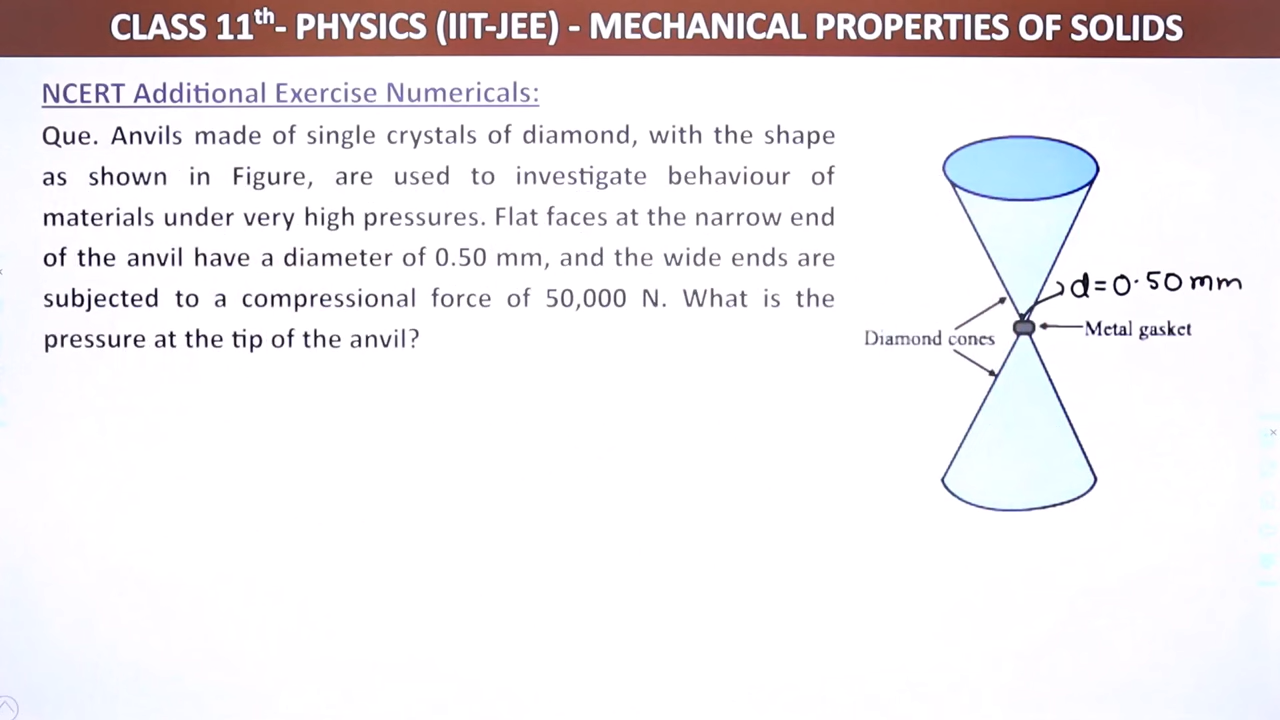 CLASS 11th- PHYSICS (IIT-JEE) - MECHANICAL PROPERTIES OF SOLIDS
NCERT Additional Exercise Numericals:
Que. Anvils made of single crystals of diamond, with the shape
as shown in Figure, are used to investigate behaviour of
materials under very high pressures. Flat faces at the narrow end
of the anvil have a diameter of 0.50 mm, and the wide ends are
subjected to a compressional force of 50,000 N. What is the
pressure at the tip of the anvil?
d=0.50mm
Metal gasket
Diamond cones